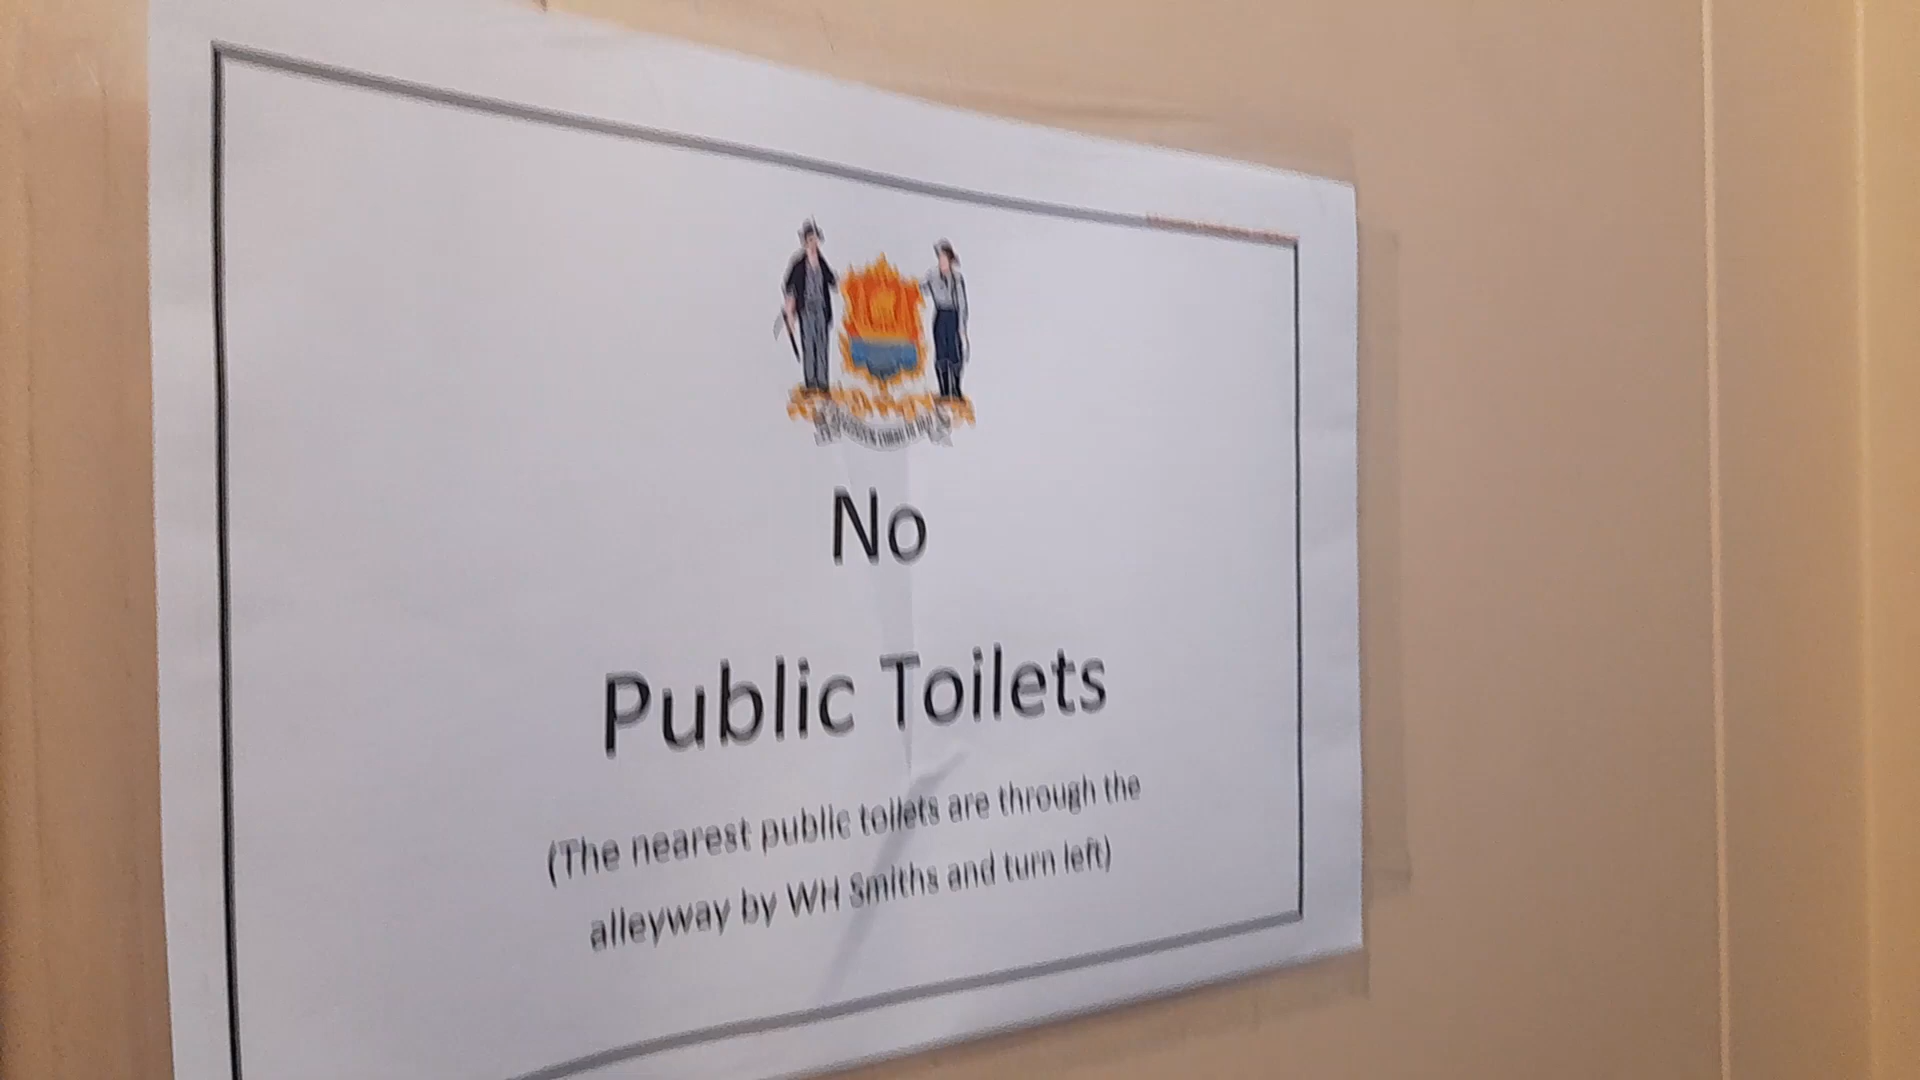 No
Public Toilets
(The nearest public toilets are through the
alleyway by WH Smiths and turn left)